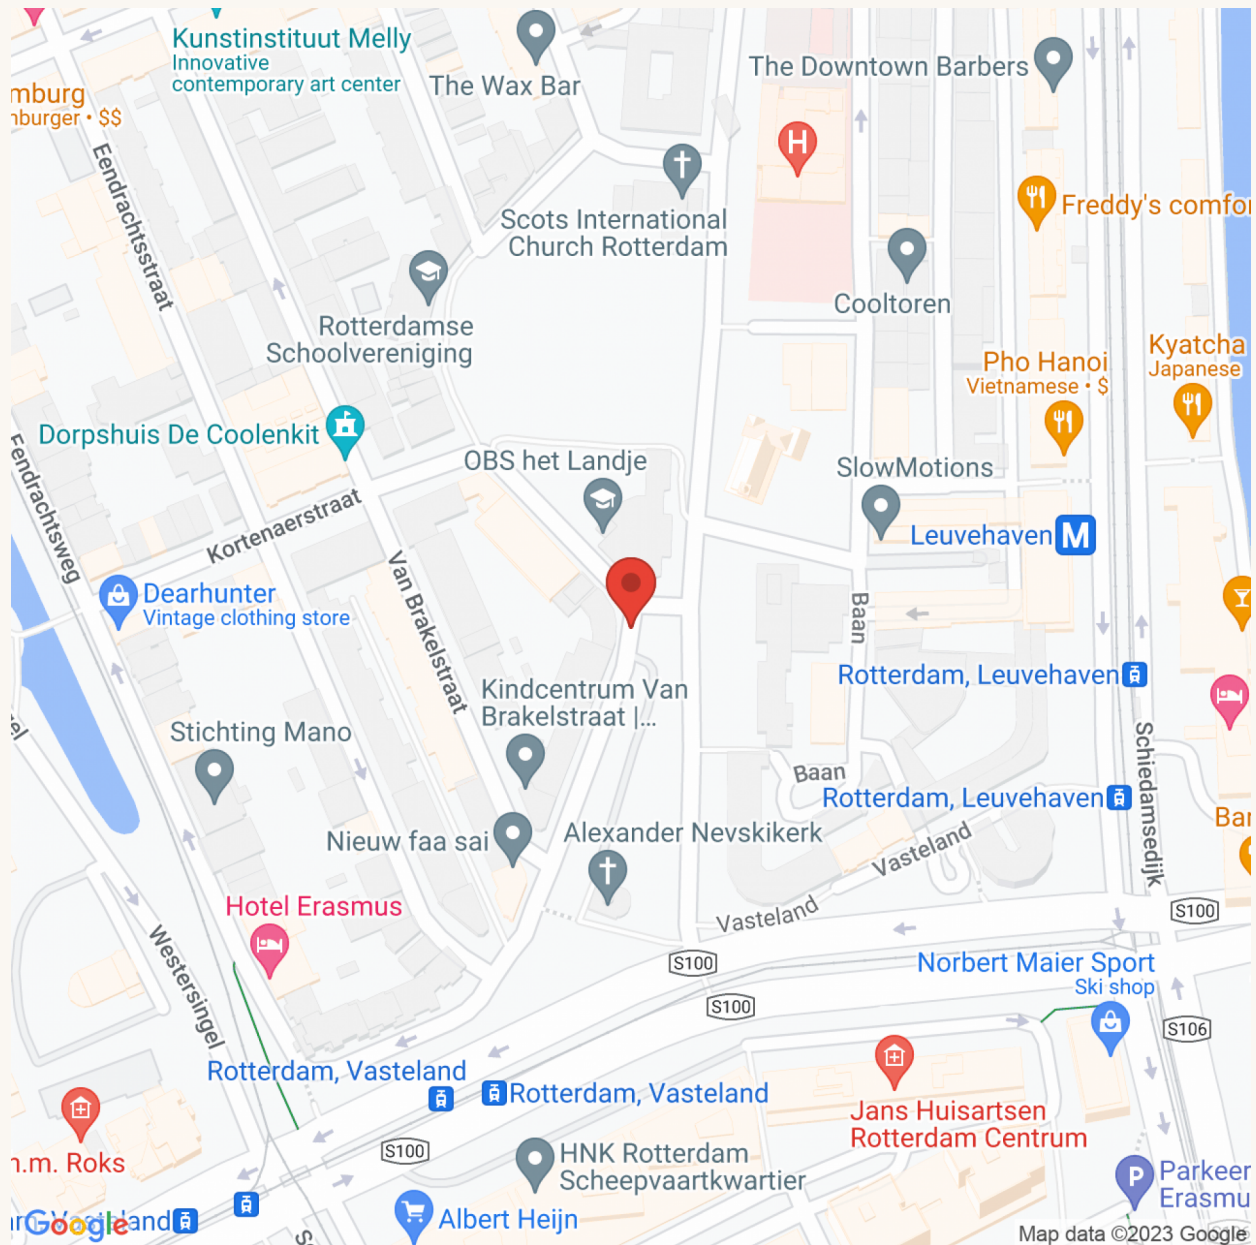 Kunstinstituut Melly
Innovative
contemporary art center
The Wax Bar
The Downtown Barbers
mburg
nburger • $$
H
Eendrachtsstraat
Scots International
Church Rotterdam
Freddy's comfor
Cooltoren
Rotterdamse
Schoolvereniging
Kyatcha
Japanese
Pho Hanoi
Vietnamese • $
Dorpshuis De Coolenkit
OBS het Landje
SlowMotions
Eendrachtsweg
Kortenaerstraat
Leuvehaven M
Dearhunter
Vintage clothing store
Van Brakelstraat
Baan
Rotterdam, Leuvehaven
Kindcentrum Van
Brakelstraat |...
Stichting Mano
Schiedamsedijk
Baan
Rotterdam, Leuvehaven
Bar
Nieuw faa sai
Alexander Nevskikerk
Vasteland
Hotel Erasmus
Vasteland
S100
Westersingel
S100
Norbert Maier Sport
Ski shop
S100
S106
Rotterdam, Vasteland
Rotterdam, Vasteland
Jans Huisartsen
Rotterdam Centrum
S100
HNK Rotterdam
Scheepvaartkwartier
h.m. Roks
P
Parkeer
Erasmu
Google
Albert Heijn
Map data ©2023 Google